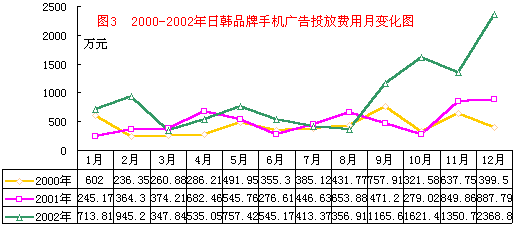 图3 2000-2002年日韩品牌手机广告投放费用月变化图
万元
2500
2000
1500
1000
500
0
1月 2月 3月 4月 5月 6月 7月 8月 9月 10月 11月 12月
2000年 602 236.35 260.88 286.21 491.95 355.3 385.12 431.77 757.91 321.58 637.75 399.5
2001年 245.17 364.3 374.21 682.46 545.76 276.61 446.63 653.88 471.2 279.02 849.86 887.79
2002年 713.81 945.2 347.84 535.05 757.42 545.17 413.37 356.91 1165.6 1621.4 1350.7 2368.8